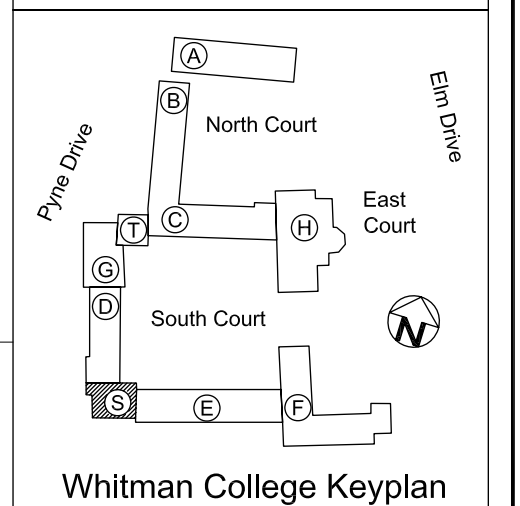 A
B
North Court
Elm Drive
Pyne Drive
East
Court
T
C
H
G
D
South Court
N
S
E
F
Whitman College Keyplan